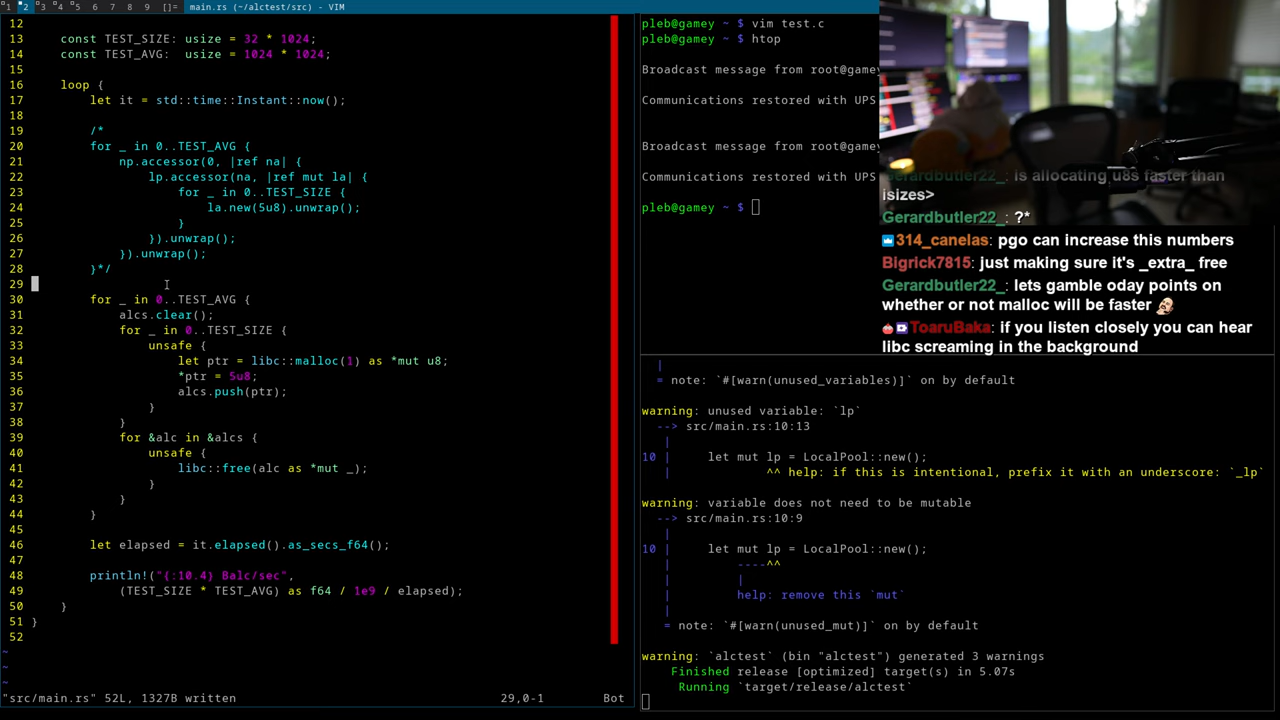 1 2 3 4 5 6 7 8 9 []= main.rs (~/alctest/src) - VIM
12
13     const TEST_SIZE: usize = 32 * 1024;
14     const TEST_AVG:  usize = 1024 * 1024;
15
16     loop {
17         let it = std::time::Instant::now();
18
19         /*
20         for _ in 0..TEST_AVG {
21             np.accessor(0, |ref na| {
22                 lp.accessor(na, |ref mut la| {
23                     for _ in 0..TEST_SIZE {
24                         la.new(5u8).unwrap();
25                     }
26                 }).unwrap();
27             }).unwrap();
28         }*/
29
30         for _ in 0..TEST_AVG {
31             alcs.clear();
32             for _ in 0..TEST_SIZE {
33                 unsafe {
34                     let ptr = libc::malloc(1) as *mut u8;
35                     *ptr = 5u8;
36                     alcs.push(ptr);
37                 }
38             }
39             for &alc in &alcs {
40                 unsafe {
41                     libc::free(alc as *mut _);
42                 }
43             }
44         }
45
46         let elapsed = it.elapsed().as_secs_f64();
47
48         println!("{:10.4} Balc/sec",
49             (TEST_SIZE * TEST_AVG) as f64 / 1e9 / elapsed);
50     }
51 }
52
~
~
~
"src/main.rs" 52L, 1327B written 29,0-1 Bot
pleb@gamey ~ $ vim test.c
pleb@gamey ~ $ htop
Broadcast message from root@game
Communications restored with UPS
Broadcast message from root@game
Communications restored with UPS
pleb@gamey ~ $
Gerardbutler22_: is allocating u8s faster than
isizes>
Gerardbutler22_: ?*
314_canelas: pgo can increase this numbers
BIgrick7815: just making sure it's _extra_ free
Gerardbutler22_: lets gamble oday points on
whether or not malloc will be faster
ToaruBaka: if you listen closely you can hear
libc screaming in the background
|
= note: `#[warn(unused_variables)]` on by default
warning: unused variable: `lp`
--> src/main.rs:10:13
|
10 |     let mut lp = LocalPool::new();
|             ^^ help: if this is intentional, prefix it with an underscore: `_lp`
warning: variable does not need to be mutable
--> src/main.rs:10:9
|
10 |     let mut lp = LocalPool::new();
|         ----^^
|         |
|         help: remove this `mut`
|
= note: `#[warn(unused_mut)]` on by default
warning: `alctest` (bin "alctest") generated 3 warnings
Finished release [optimized] target(s) in 5.07s
Running `target/release/alctest`